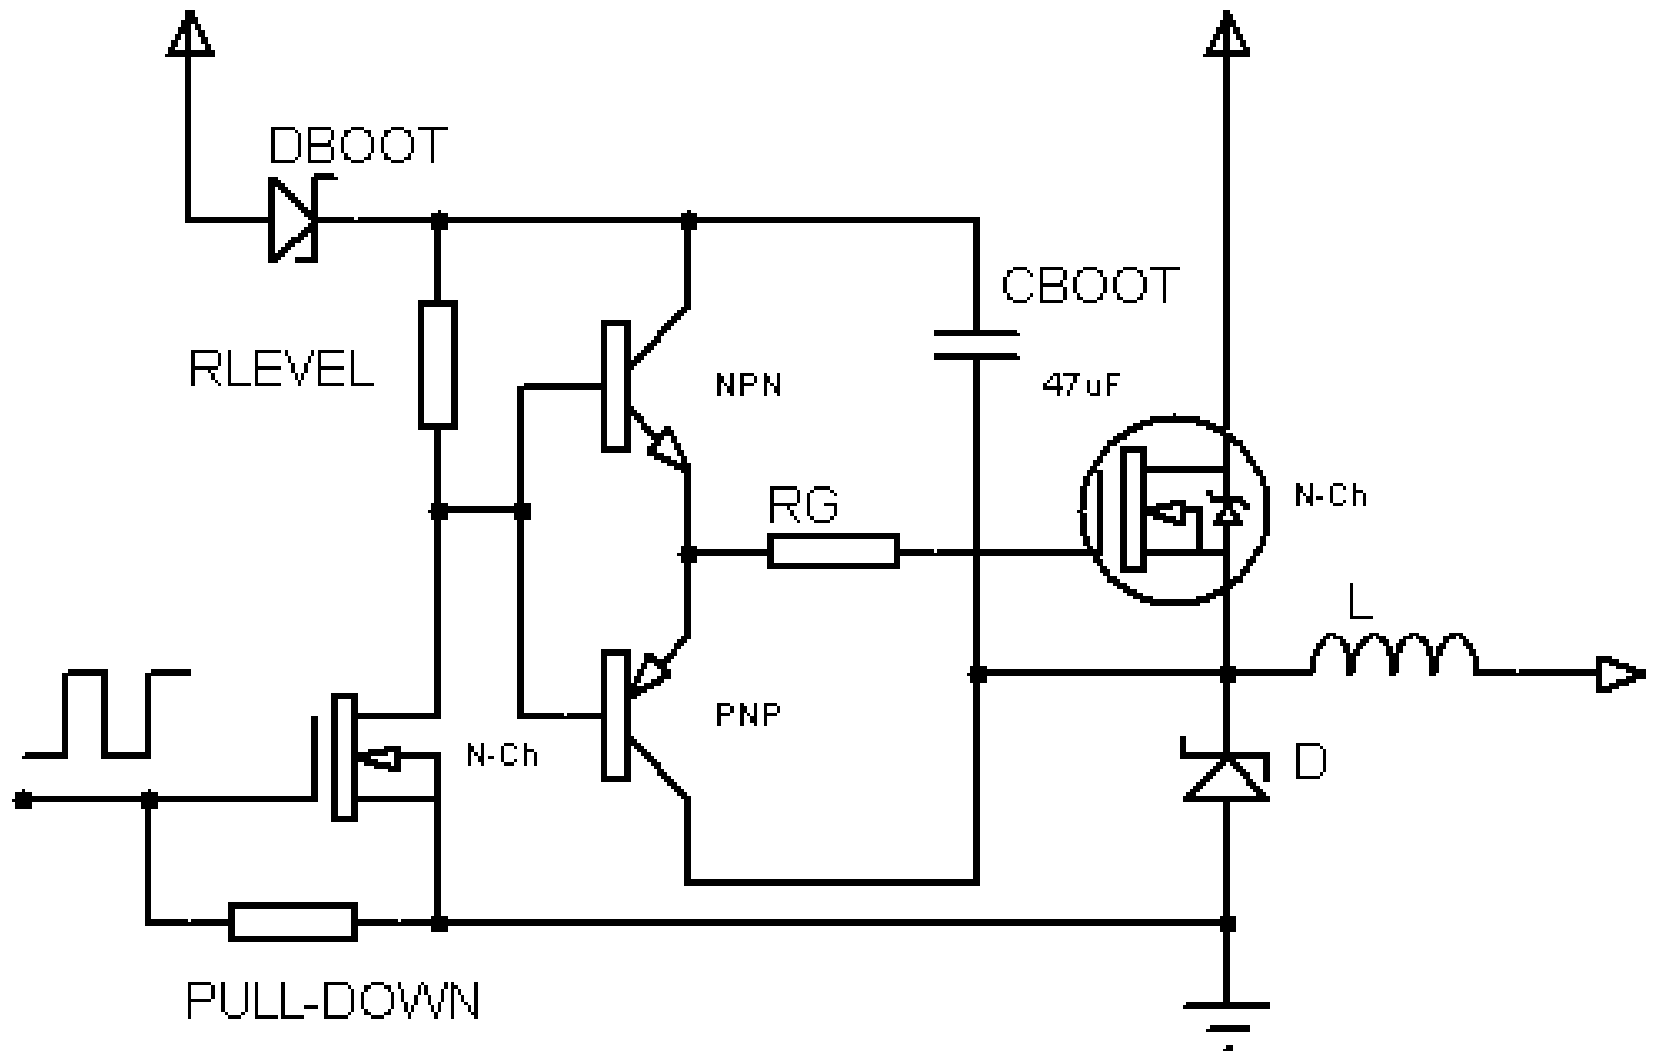 DBOOT
CBOOT
RLEVEL
NPN
47uF
RG
N-Ch
L
PNP
N-Ch
D
PULL-DOWN